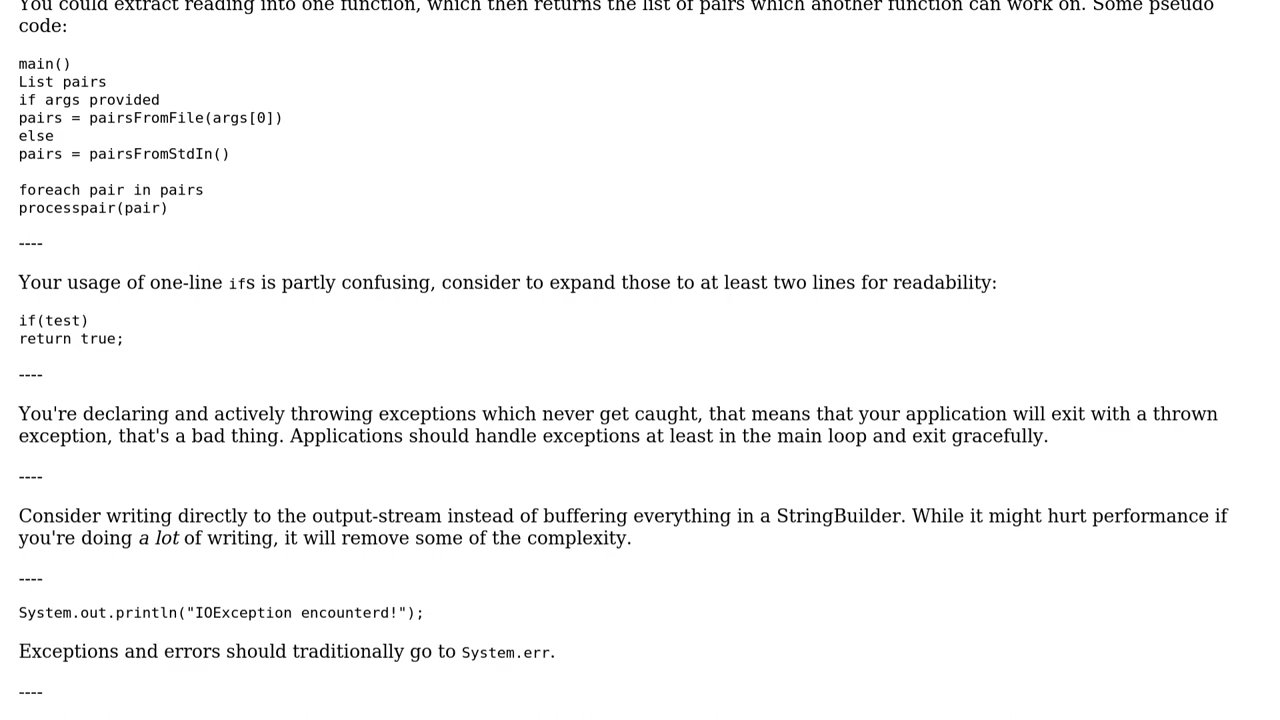 You could extract reading into one function, which then returns the list of pairs which another function can work on. Some pseudo
code:
main()
List pairs
if args provided
pairs = pairsFromFile(args[0])
else
pairs = pairsFromStdIn()
foreach pair in pairs
processpair(pair)
----
Your usage of one-line ifs is partly confusing, consider to expand those to at least two lines for readability:
if(test)
return true;
----
You're declaring and actively throwing exceptions which never get caught, that means that your application will exit with a thrown
exception, that's a bad thing. Applications should handle exceptions at least in the main loop and exit gracefully.
----
Consider writing directly to the output-stream instead of buffering everything in a StringBuilder. While it might hurt performance if
you're doing a lot of writing, it will remove some of the complexity.
----
System.out.println("IOException encounterd!");
Exceptions and errors should traditionally go to System.err.
----